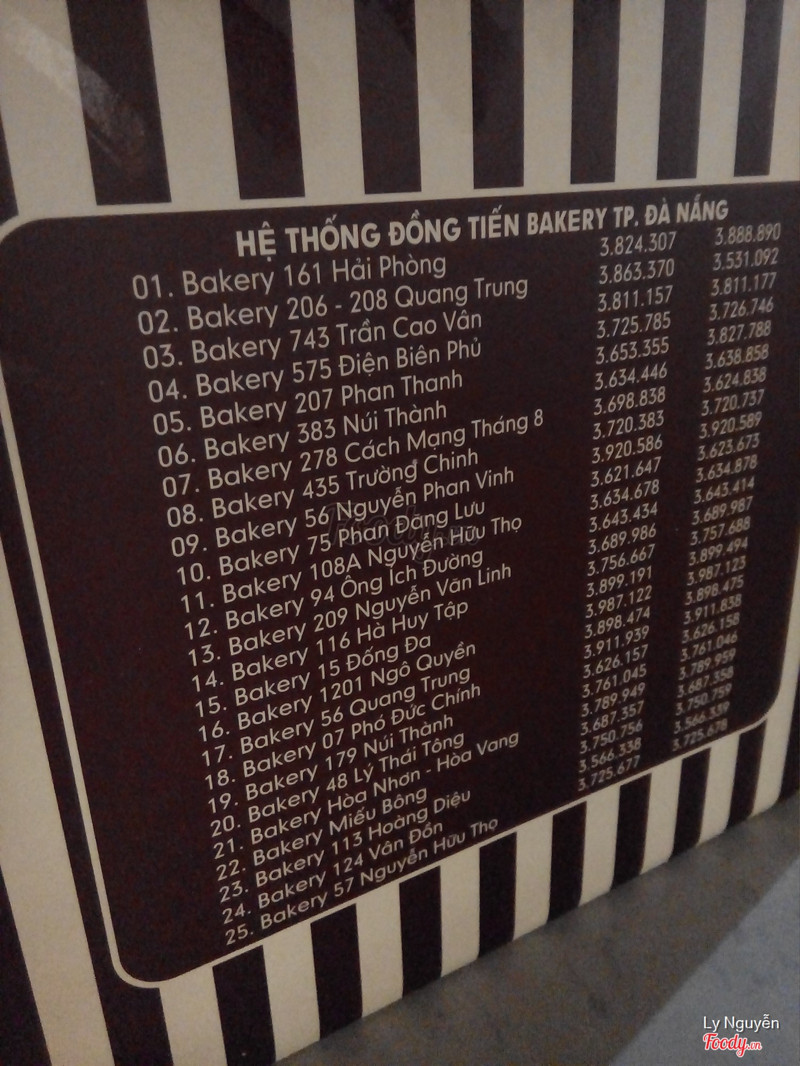 HỆ THỐNG ĐỒNG TIẾN BAKERY TP. ĐÀ NẴNG
01. Bakery 161 Hải Phòng 3.824.307 3.888.890
02. Bakery 206 - 208 Quang Trung 3.863.370 3.531.092
03. Bakery 743 Trần Cao Vân 3.811.157 3.811.177
04. Bakery 575 Điện Biên Phủ 3.725.785 3.726.746
05. Bakery 207 Phan Thanh 3.653.355 3.827.788
06. Bakery 383 Núi Thành 3.634.446 3.638.858
07. Bakery 278 Cách Mạng Tháng 8 3.698.838 3.624.838
08. Bakery 435 Trường Chinh 3.720.383 3.720.737
09. Bakery 56 Nguyễn Phan Vinh 3.920.586 3.920.589
10. Bakery 75 Phan Đăng Lưu 3.621.647 3.623.673
11. Bakery 108A Nguyễn Hữu Thọ 3.634.678 3.634.878
12. Bakery 94 Ông Ích Đường 3.643.434 3.643.414
13. Bakery 209 Nguyễn Văn Linh 3.689.986 3.689.987
14. Bakery 116 Hà Huy Tập 3.756.667 3.757.688
15. Bakery 15 Đống Đa 3.899.191 3.899.494
16. Bakery 1201 Ngô Quyền 3.987.122 3.987.123
17. Bakery 56 Quang Trung 3.898.474 3.898.475
18. Bakery 07 Phó Đức Chính 3.911.939 3.911.838
19. Bakery 179 Núi Thành 3.626.157 3.626.158
20. Bakery 48 Lý Thái Tông 3.761.045 3.761.046
21. Bakery Hòa Nhơn - Hòa Vang 3.789.949 3.789.959
22. Bakery Miếu Bông 3.687.357 3.687.358
23. Bakery 113 Hoàng Diệu 3.750.756 3.750.759
24. Bakery 124 Vân Đồn 3.566.338 3.566.339
25. Bakery 57 Nguyễn Hữu Thọ 3.725.677 3.725.678
Foody.vn
Ly Nguyễn
Foody.vn